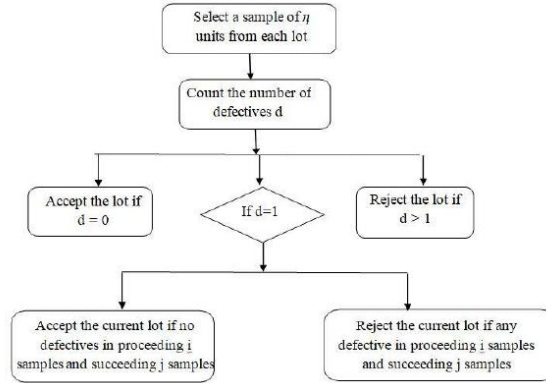 Select a sample of η
units from each lot
Count the number of
defectives d
Accept the lot if
d = 0
If d=1
Reject the lot if
d > 1
Accept the current lot if no
defectives in proceeding i
samples and succeeding j samples
Reject the current lot if any
defective in proceeding i samples
and succeeding j samples